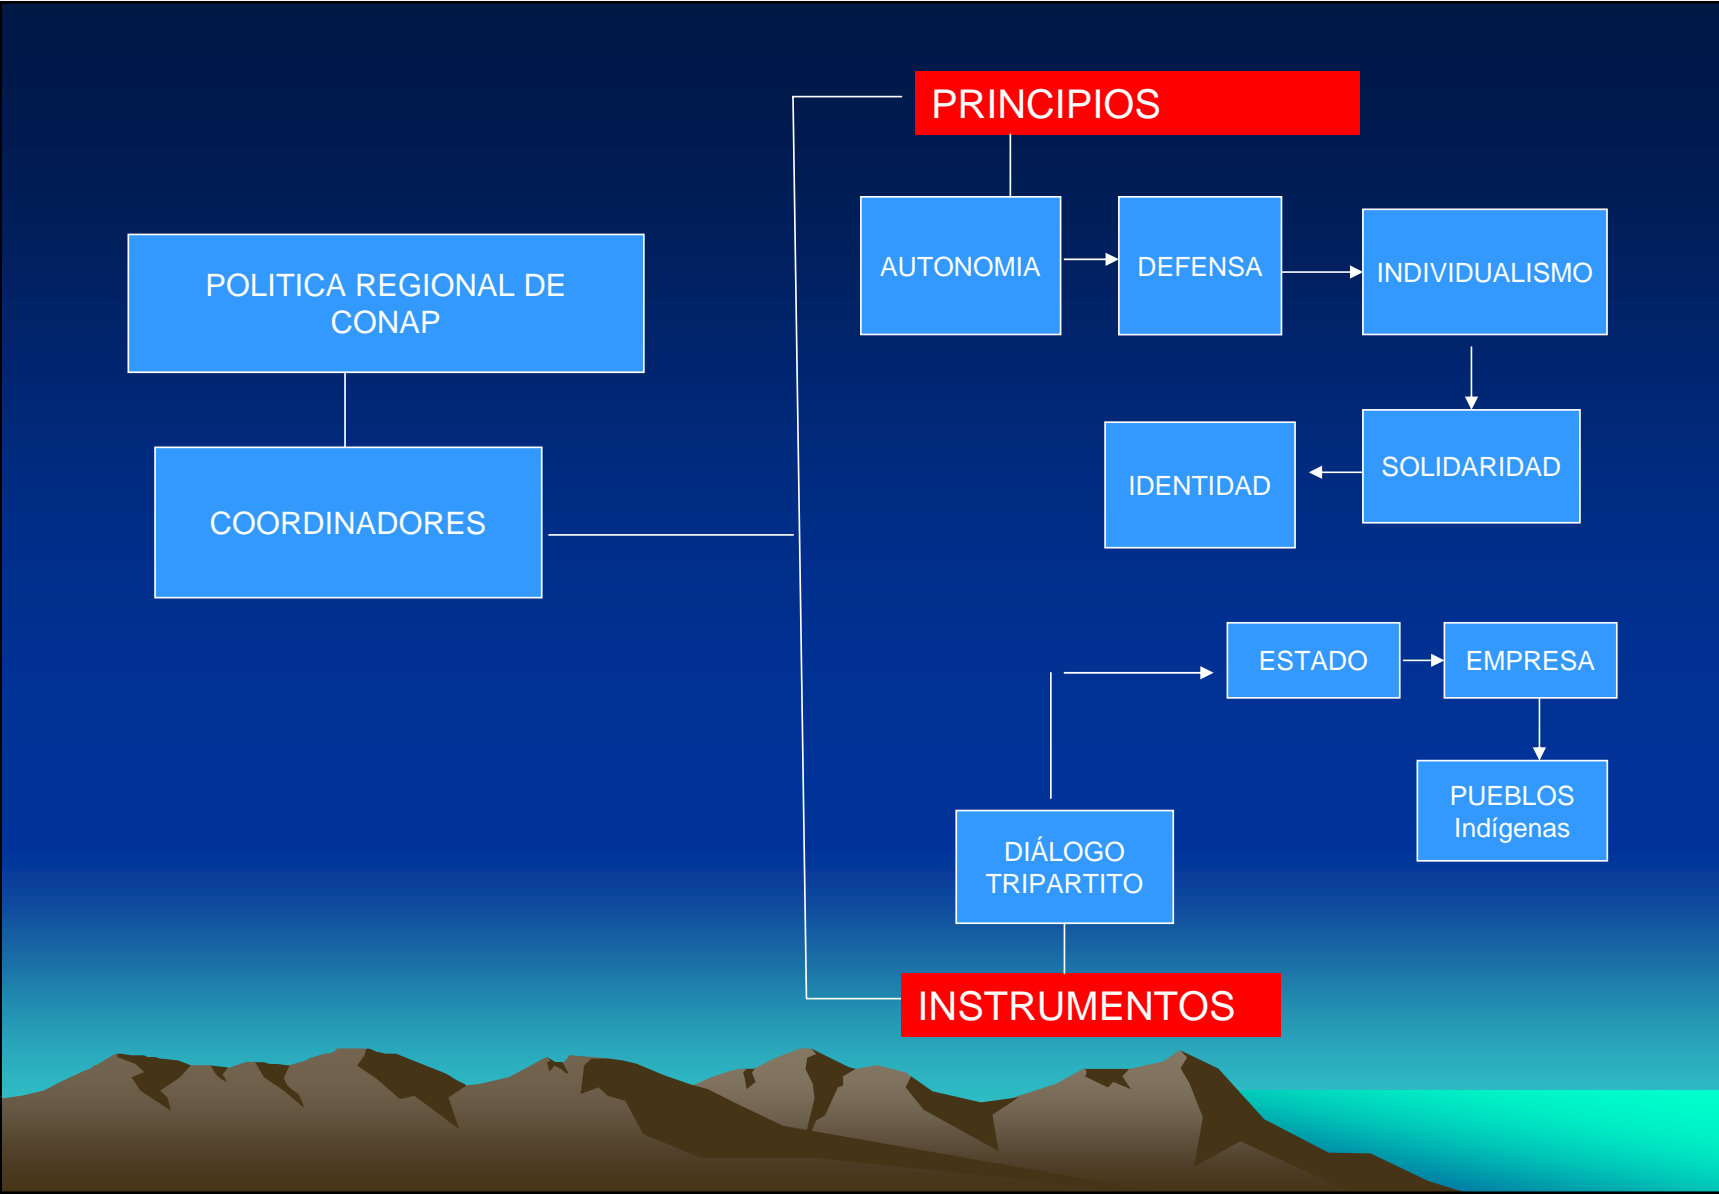 PRINCIPIOS
AUTONOMIA
DEFENSA
INDIVIDUALISMO
POLITICA REGIONAL DE
CONAP
COORDINADORES
SOLIDARIDAD
IDENTIDAD
ESTADO
EMPRESA
PUEBLOS
Indígenas
DIÁLOGO
TRIPARTITO
INSTRUMENTOS